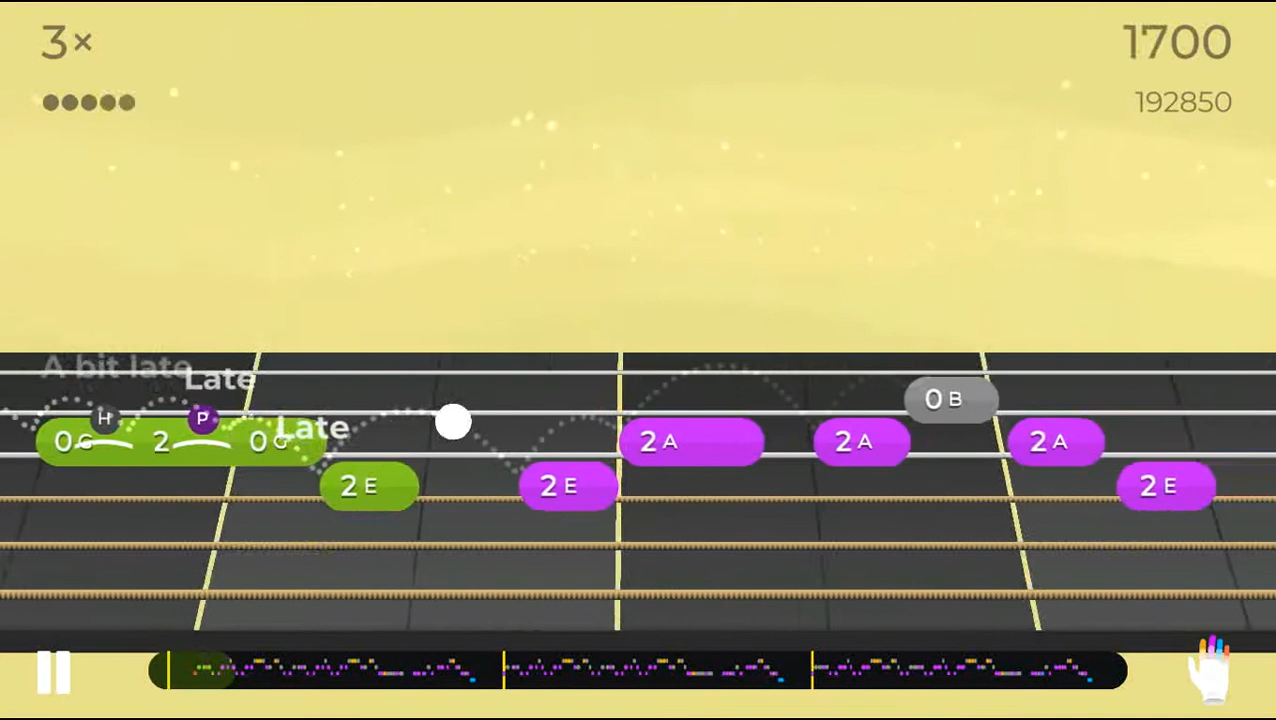 3×
1700
192850
A bit late
Late
0 B
H
P
Late
0 G 2 0 G
2 A
2 A
2 A
2 E
2 E
2 E